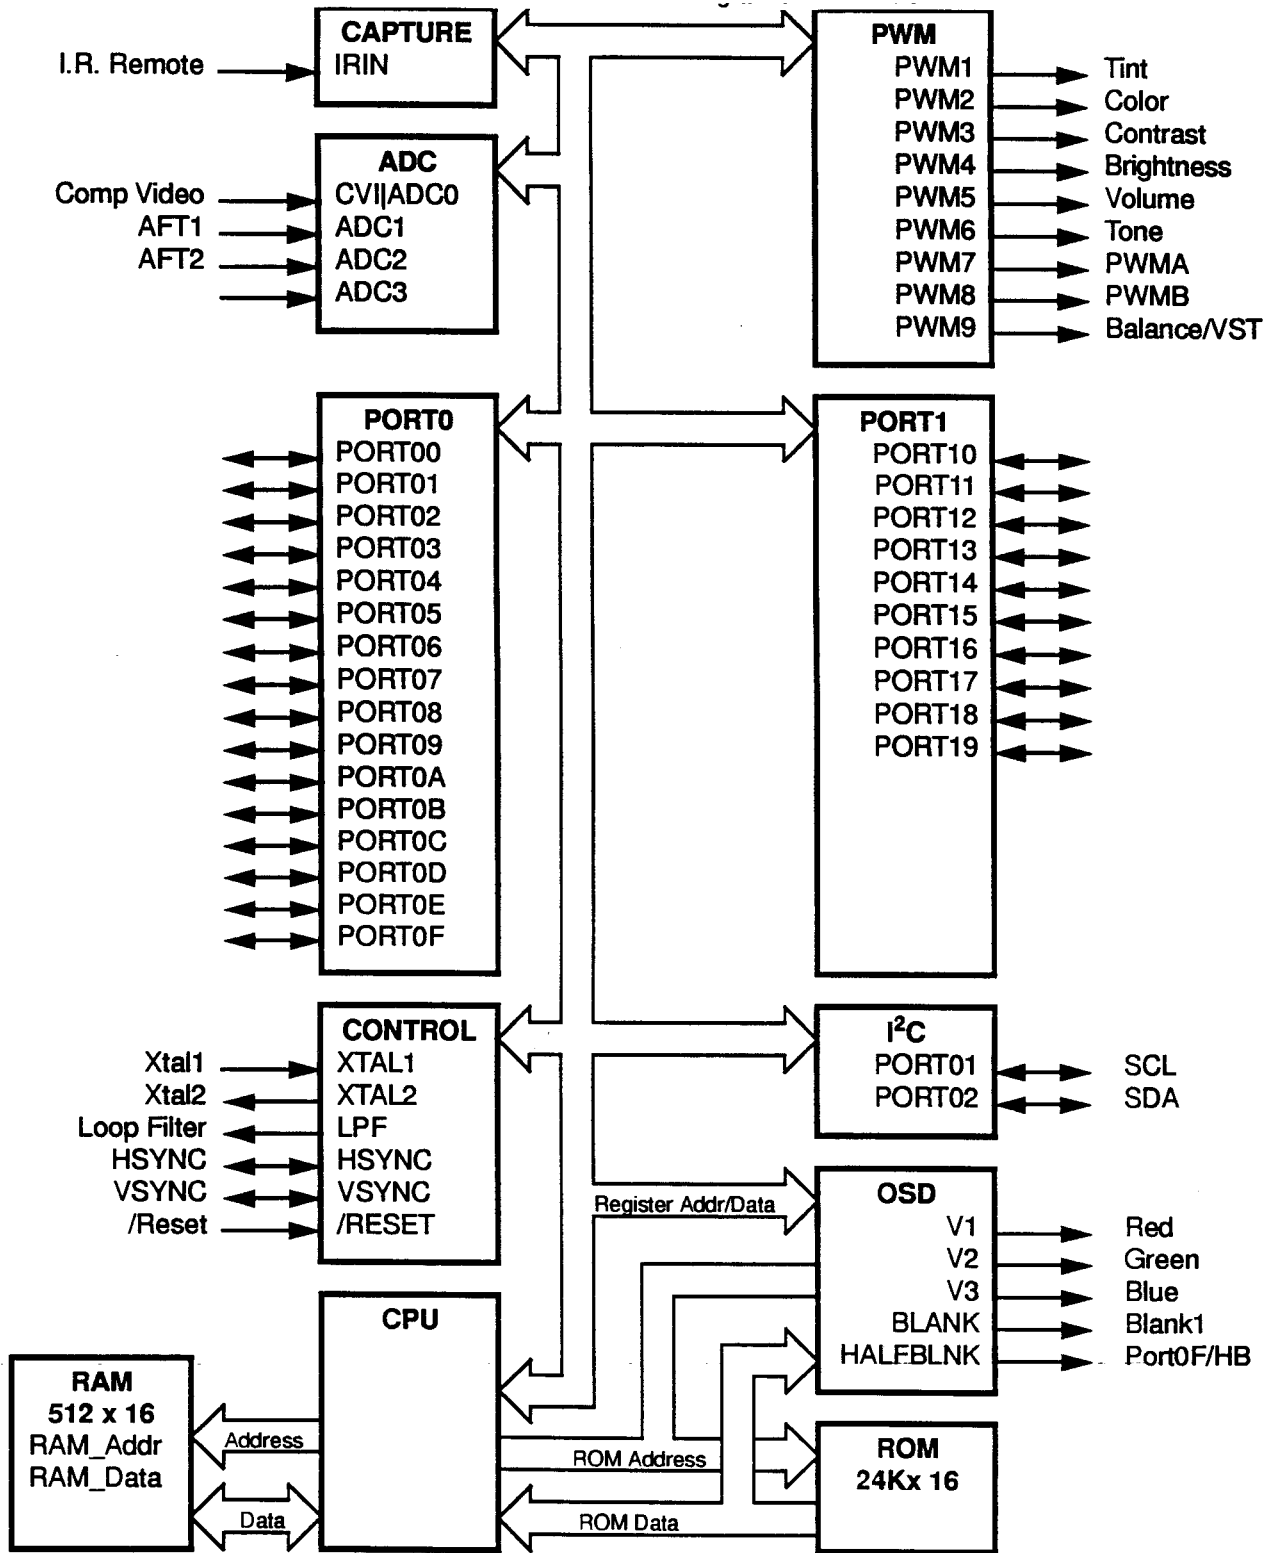 CAPTURE
I.R. Remote
IRIN
ADC
Comp Video
CVI|ADC0
AFT1
ADC1
AFT2
ADC2
ADC3
PWM
PWM1
Tint
PWM2
Color
PWM3
Contrast
PWM4
Brightness
PWM5
Volume
PWM6
Tone
PWM7
PWMA
PWM8
PWMB
PWM9
Balance/VST
PORT0
PORT00
PORT01
PORT02
PORT03
PORT04
PORT05
PORT06
PORT07
PORT08
PORT09
PORT0A
PORT0B
PORT0C
PORT0D
PORT0E
PORT0F
PORT1
PORT10
PORT11
PORT12
PORT13
PORT14
PORT15
PORT16
PORT17
PORT18
PORT19
CONTROL
Xtal1
XTAL1
Xtal2
XTAL2
Loop Filter
LPF
HSYNC
HSYNC
VSYNC
VSYNC
/Reset
/RESET
I²C
PORT01
SCL
PORT02
SDA
Register Addr/Data
OSD
V1
Red
V2
Green
V3
Blue
BLANK
Blank1
HALFBLNK
Port0F/HB
CPU
RAM
512 x 16
RAM_Addr
RAM_Data
Address
Data
ROM Address
ROM Data
ROM
24Kx 16